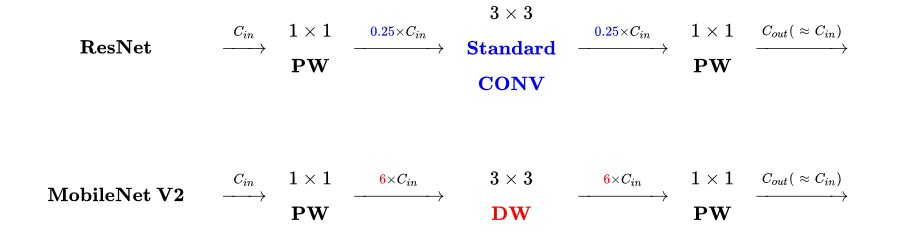 3 × 3
C_in 1 × 1 0.25×C_in 0.25×C_in 1 × 1 C_out( ≈ C_in)
ResNet Standard
PW PW
CONV
C_in 1 × 1 6×C_in 3 × 3 6×C_in 1 × 1 C_out( ≈ C_in)
MobileNet V2
PW DW PW